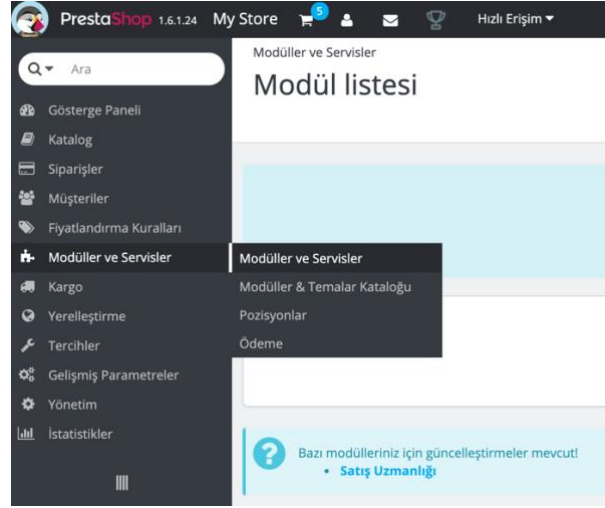 PrestaShop 1.6.1.24 My Store 5 Hızlı Erişim
Ara
Gösterge Paneli
Katalog
Siparişler
Müşteriler
Fiyatlandırma Kuralları
Modüller ve Servisler
Kargo
Yerelleştirme
Tercihler
Gelişmiş Parametreler
Yönetim
İstatistikler
Modüller ve Servisler
Modüller & Temalar Kataloğu
Pozisyonlar
Ödeme
Modüller ve Servisler
Modül listesi
Bazı modülleriniz için güncelleştirmeler mevcut!
• Satış Uzmanlığı